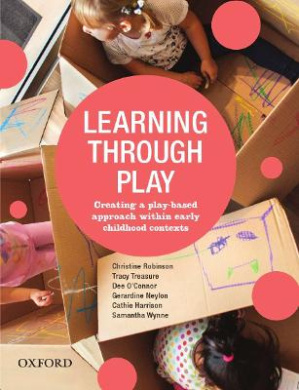 LEARNING
THROUGH
PLAY
Creating a play-based
approach within early
childhood contexts
Christine Robinson
Tracy Treasure
Dee O'Connor
Gerardine Neylon
Cathie Harrison
Samantha Wynne
OXFORD